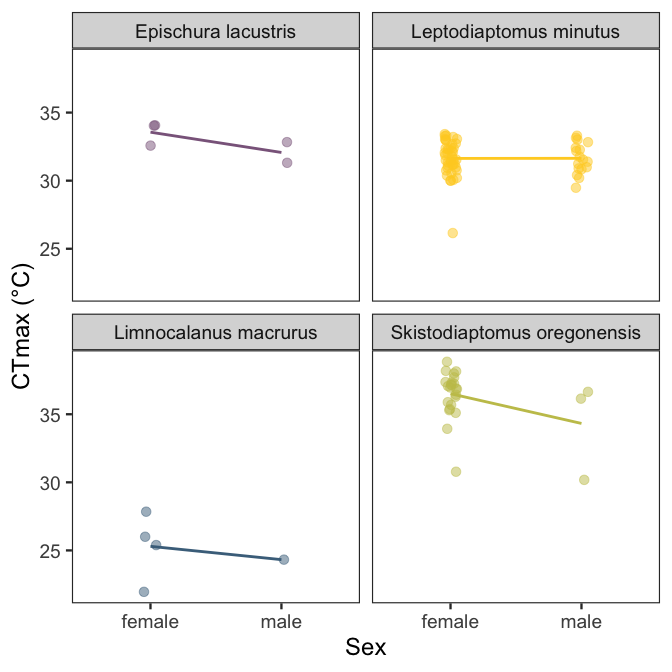 Epischura lacustris
Leptodiaptomus minutus
35
30
25
CTmax (°C)
Limnocalanus macrurus
Skistodiaptomus oregonensis
35
30
25
female
male
female
male
Sex